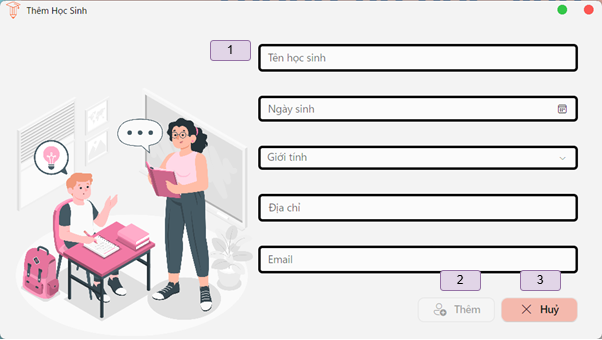 Thêm Học Sinh
1
Tên học sinh
Ngày sinh
Giới tính
Địa chỉ
Email
2
3
Thêm
Huỷ